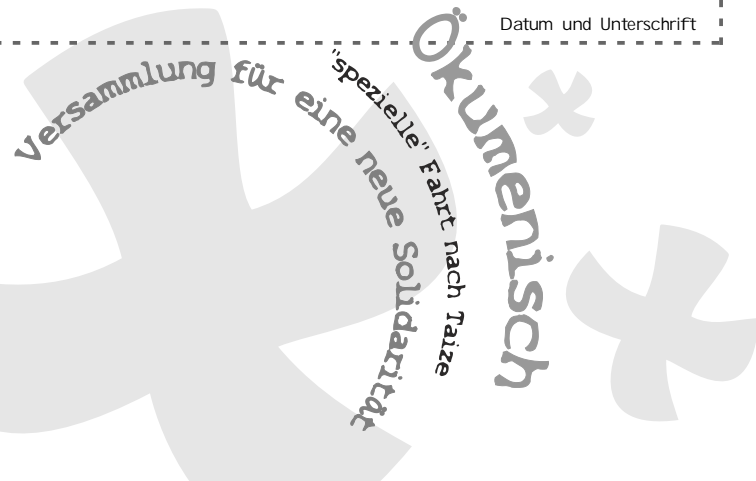 Datum und Unterschrift
Versammlung für eine neue Solidarität
"spezielle" Fahrt nach Taize
Ökumenisch